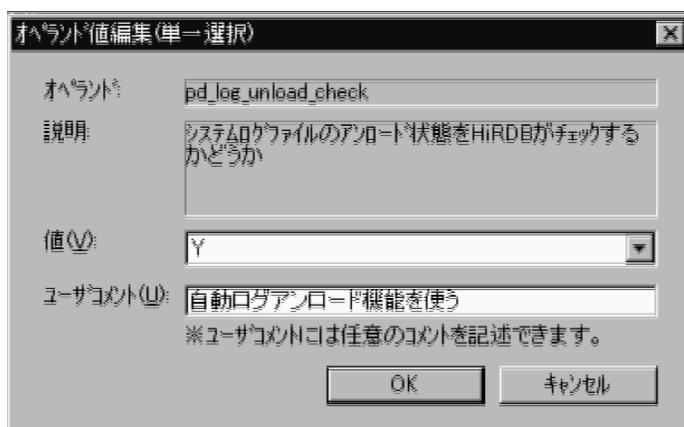 ｵﾍﾟﾗﾝﾄﾞ値編集(単一選択)
ｵﾍﾟﾗﾝﾄﾞ:
pd_log_unload_check
説明:
ｼｽﾃﾑﾛｸﾞﾌｧｲﾙのｱﾝﾛｰﾄﾞ状態をHiRDBがﾁｪｯｸする
かどうか
値(V):
Y
ﾕｰｻﾞｺﾒﾝﾄ(U):
自動ログアンロード機能を使う
※ﾕｰｻﾞｺﾒﾝﾄには任意のｺﾒﾝﾄを記述できます。
OK
ｷｬﾝｾﾙ